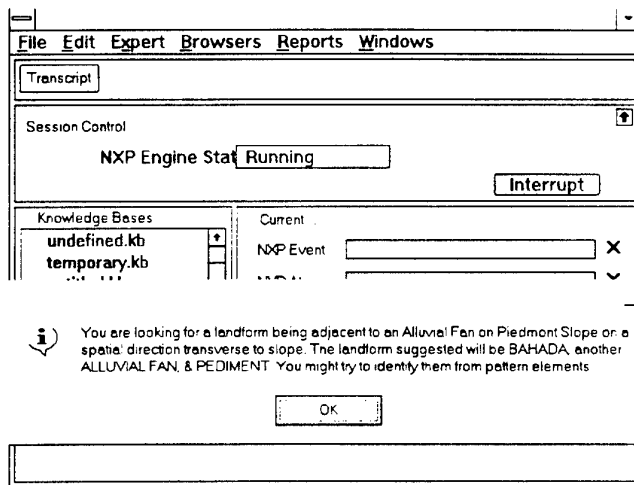 File Edit Expert Browsers Reports Windows
Transcript
Session Control
NXP Engine Stat Running
Interrupt
Knowledge Bases
undefined.kb
temporary.kb
Current
NXP Event
You are looking for a landform being adjacent to an Alluvial Fan on Piedmont Slope on a
spatial direction transverse to slope. The landform suggested will be BAHADA, another
ALLUVIAL FAN, & PEDIMENT You might try to identify them from pattern elements
OK